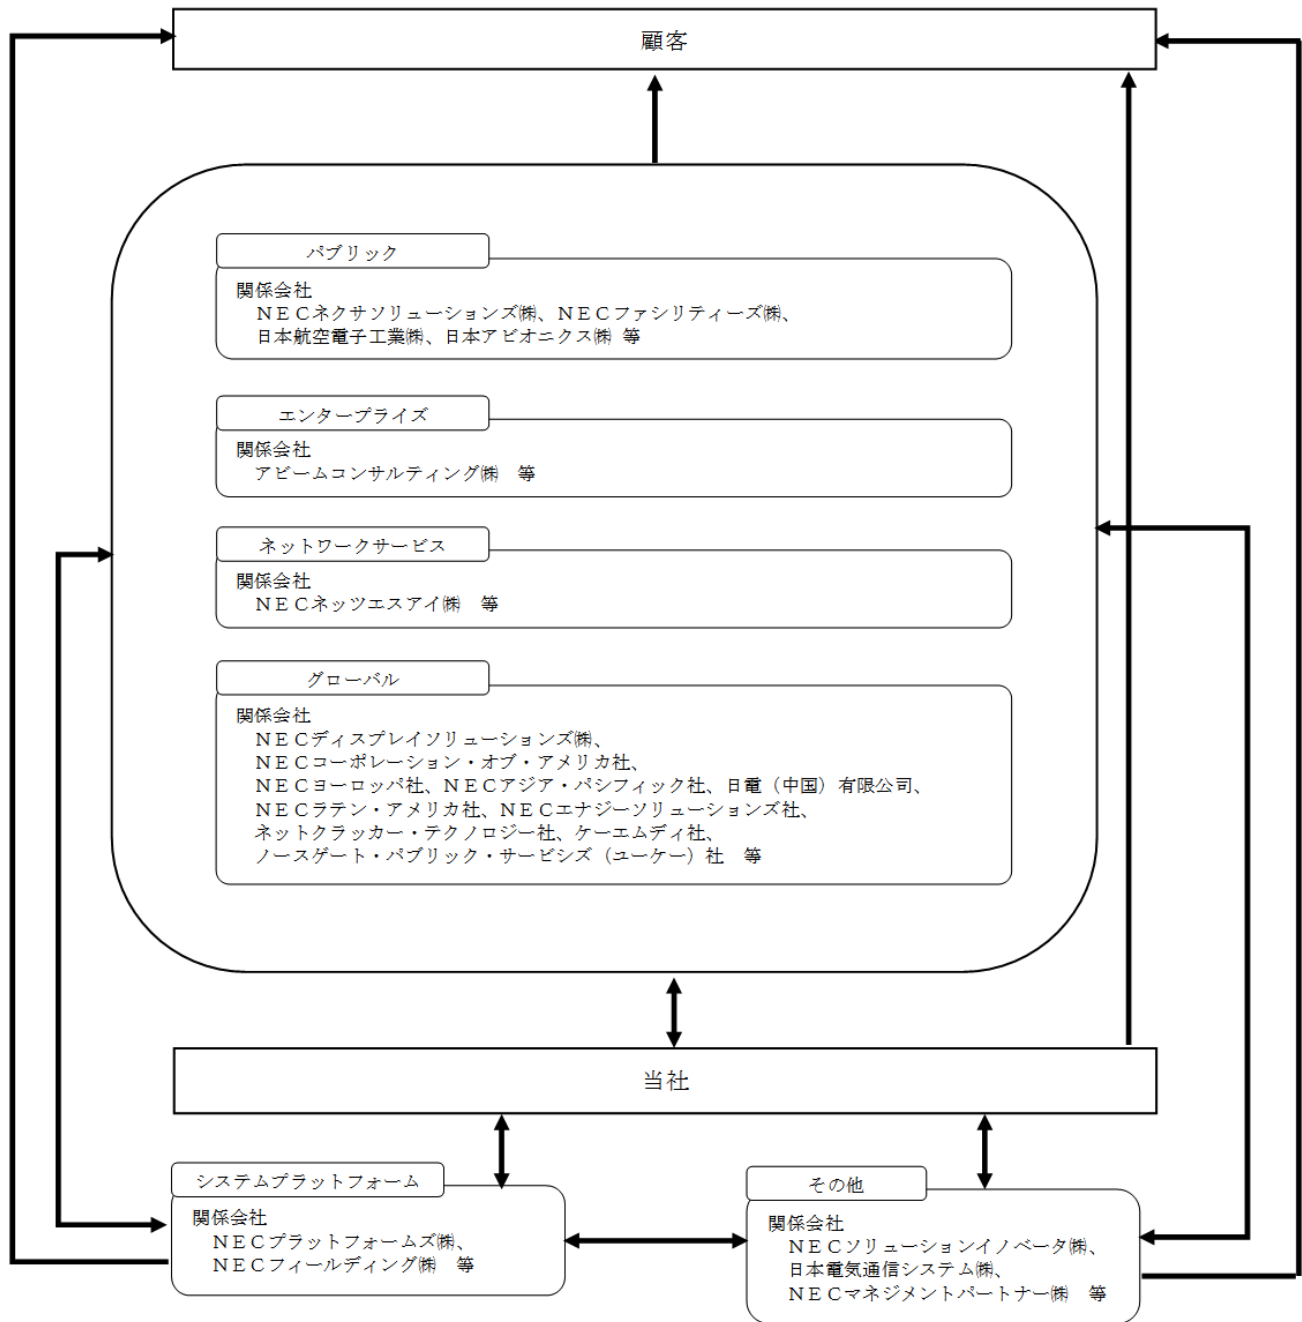 顧客
パブリック
関係会社
NECネクサソリューションズ㈱、NECファシリティーズ㈱、
日本航空電子工業㈱、日本アビオニクス㈱ 等
エンタープライズ
関係会社
アビームコンサルティング㈱　等
ネットワークサービス
関係会社
NECネッツエスアイ㈱　等
グローバル
関係会社
NECディスプレイソリューションズ㈱、
NECコーポレーション・オブ・アメリカ社、
NECヨーロッパ社、NECアジア・パシフィック社、日電（中国）有限公司、
NECラテン・アメリカ社、NECエナジーソリューションズ社、
ネットクラッカー・テクノロジー社、ケーエムディ社、
ノースゲート・パブリック・サービシズ（ユーケー）社　等
当社
システムプラットフォーム
関係会社
NECプラットフォームズ㈱、
NECフィールディング㈱　等
その他
関係会社
NECソリューションイノベータ㈱、
日本電気通信システム㈱、
NECマネジメントパートナー㈱　等